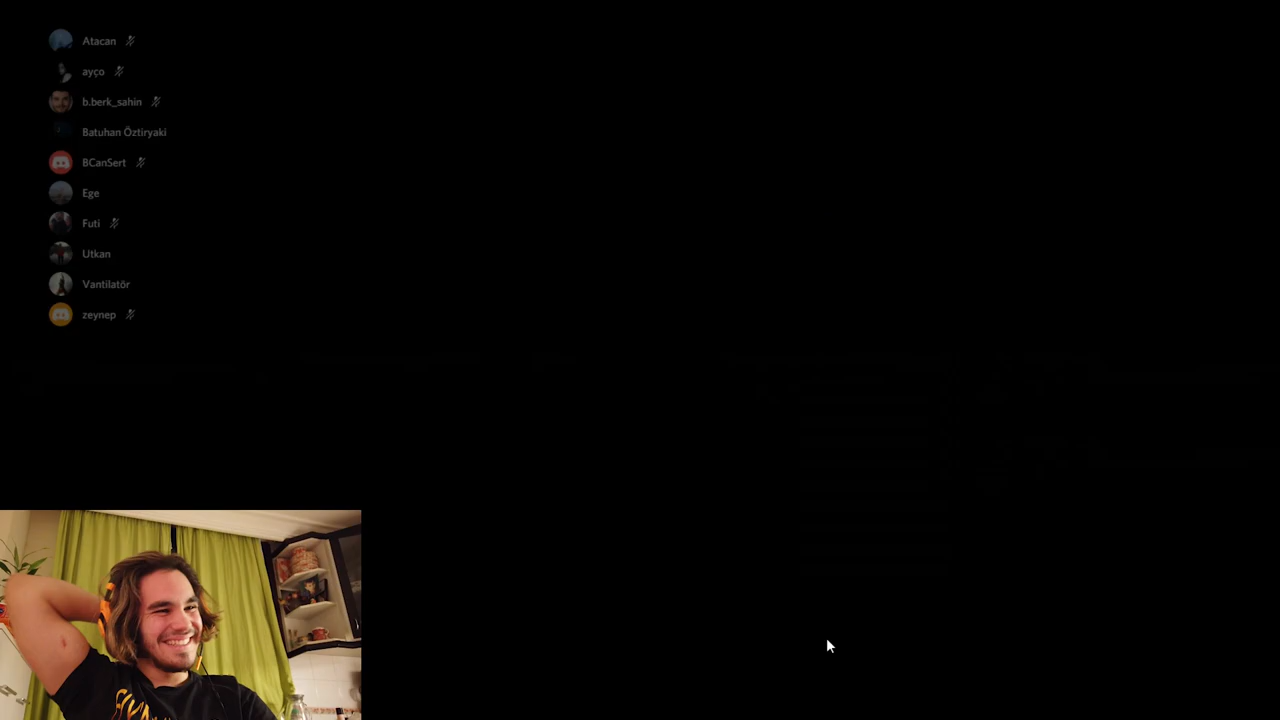 Atacan
ayço
b.berk_sahin
Batuhan Öztiryaki
BCanSert
Ege
Futi
Utkan
Vantilatör
zeynep